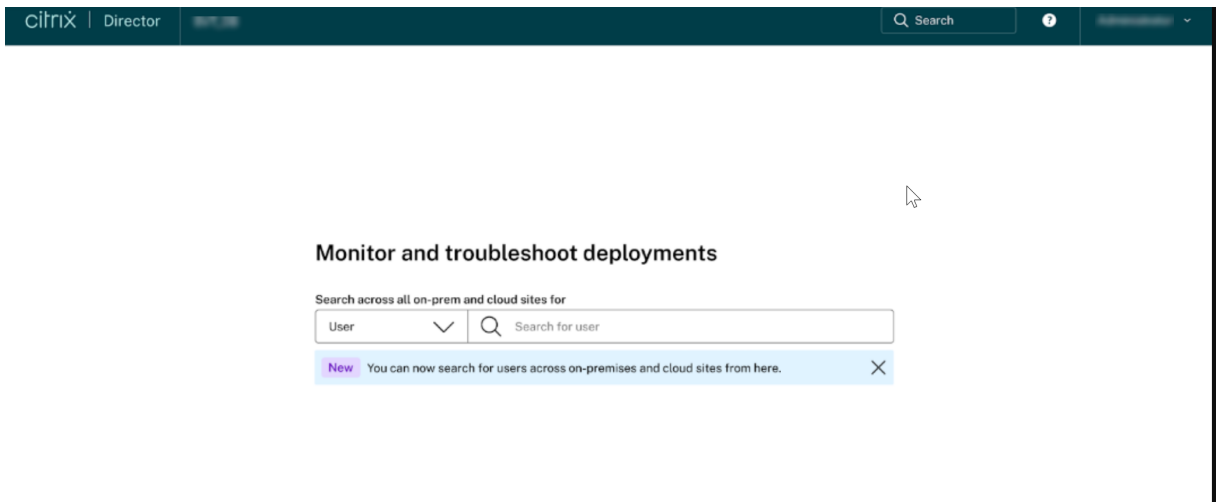 citrix | Director
Search
?
Monitor and troubleshoot deployments
Search across all on-prem and cloud sites for
User
Search for user
New You can now search for users across on-premises and cloud sites from here.